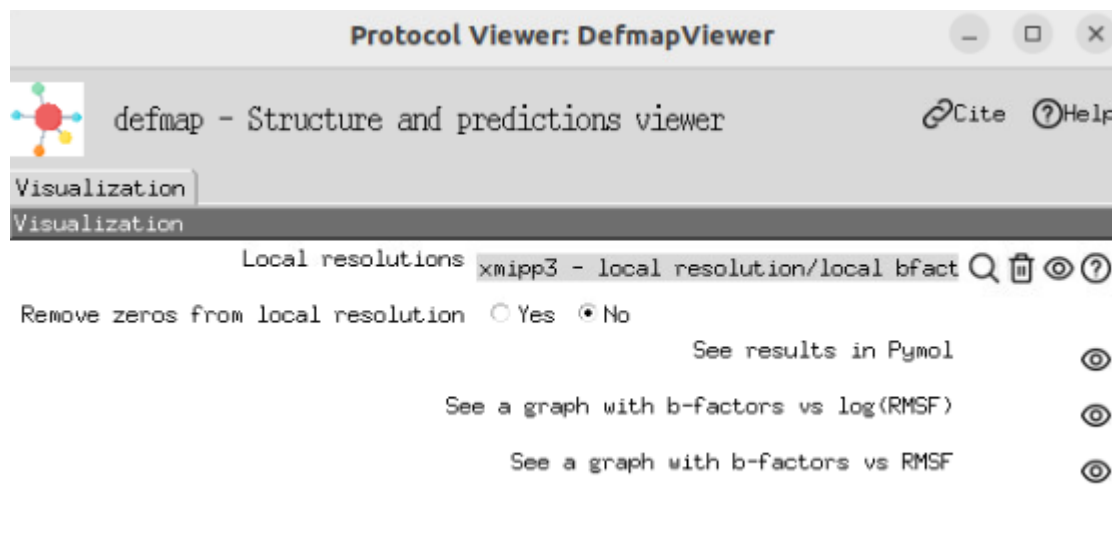 Protocol Viewer: DefmapViewer
defmap - Structure and predictions viewer
Cite
Help
Visualization
Visualization
Local resolutions xmipp3 - local resolution/local bfact
Remove zeros from local resolution Yes No
See results in Pymol
See a graph with b-factors vs log(RMSF)
See a graph with b-factors vs RMSF